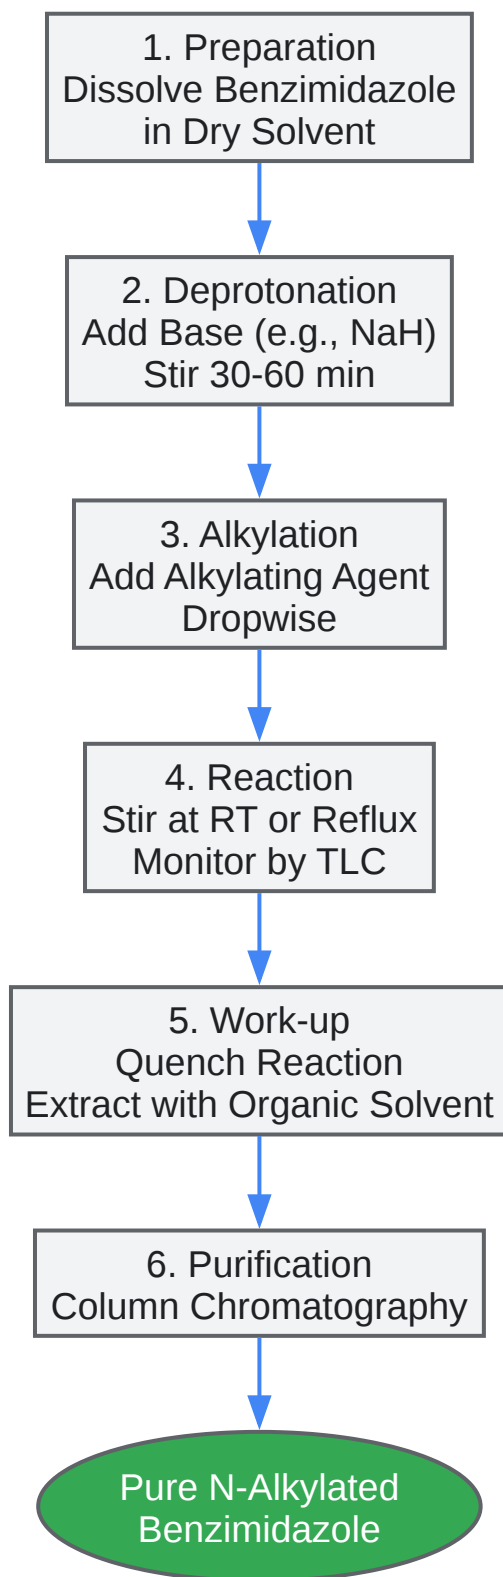 1. Preparation
Dissolve Benzimidazole
in Dry Solvent
2. Deprotonation
Add Base (e.g., NaH)
Stir 30-60 min
3. Alkylation
Add Alkylating Agent
Dropwise
4. Reaction
Stir at RT or Reflux
Monitor by TLC
5. Work-up
Quench Reaction
Extract with Organic Solvent
6. Purification
Column Chromatography
Pure N-Alkylated
Benzimidazole